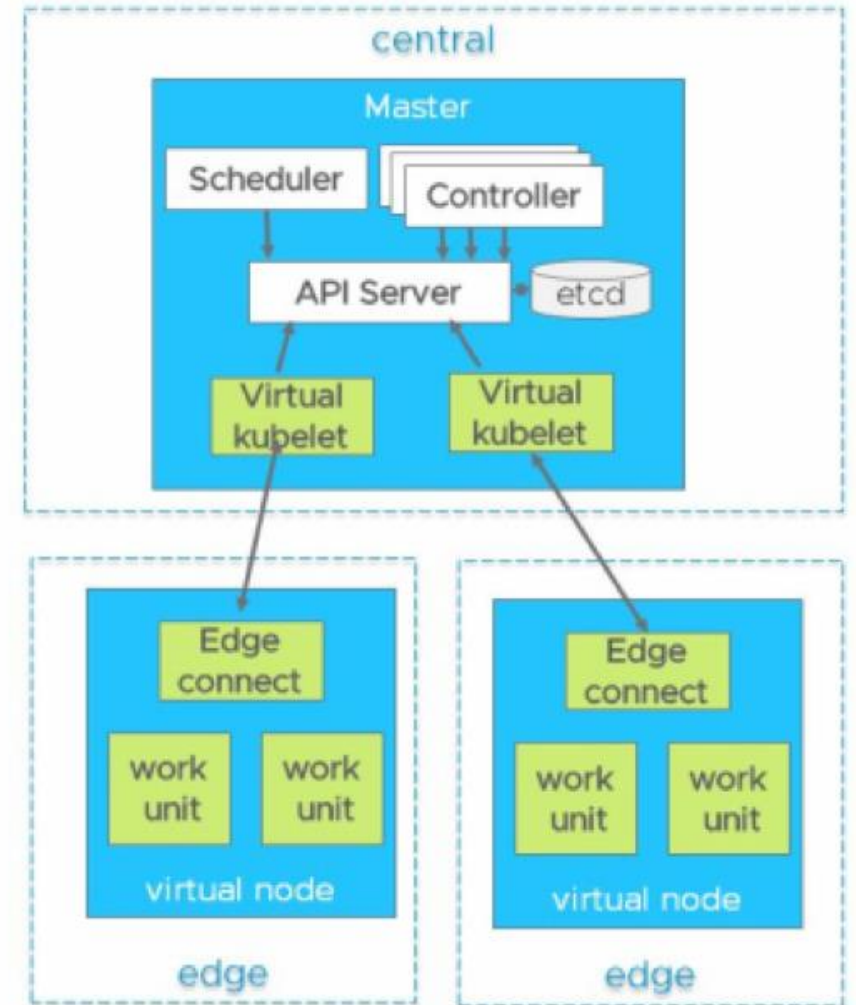 central
Master
Scheduler
Controller
API Server
etcd
Virtual
kubelet
Virtual
kubelet
Edge
connect
work
unit
work
unit
virtual node
edge
Edge
connect
work
unit
work
unit
virtual node
edge